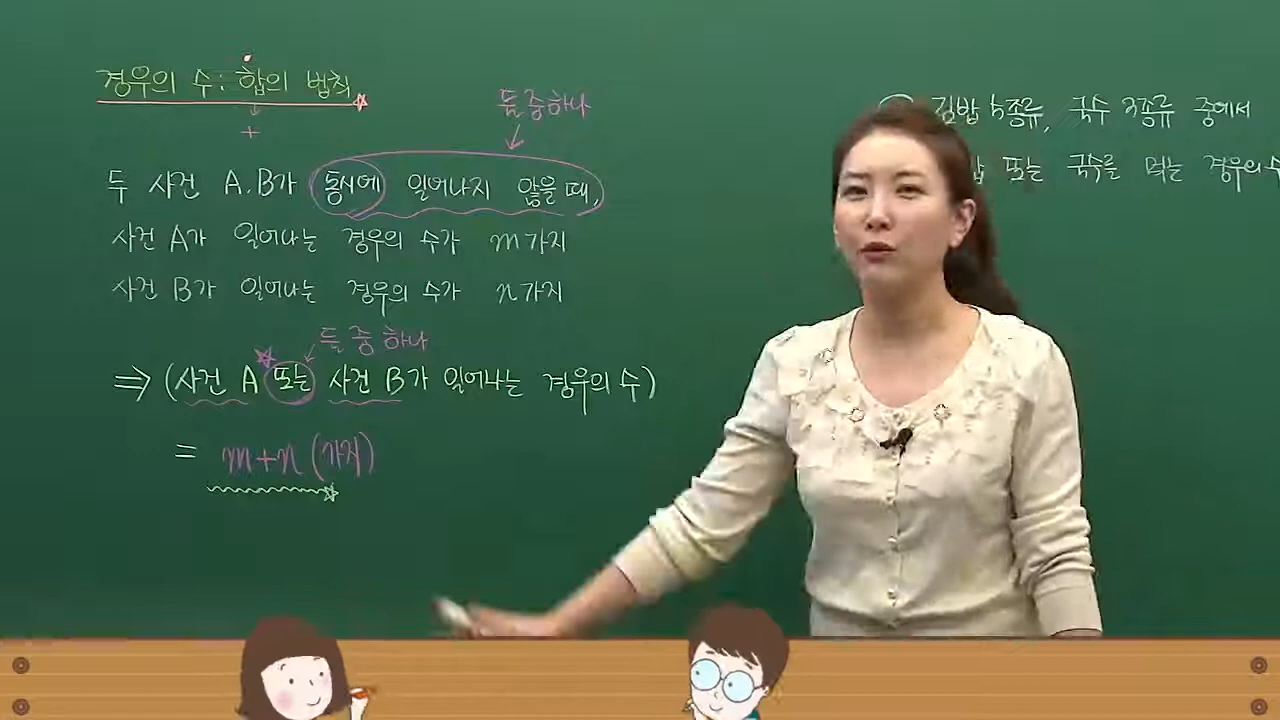 경우의 수 : 합의 법칙
+
둘 중 하나
두 사건 A, B가 동시에 일어나지 않을 때,
사건 A가 일어나는 경우의 수가 m가지
사건 B가 일어나는 경우의 수가 n가지
둘 중 하나
⇒ (사건 A 또는 사건 B가 일어나는 경우의 수)
= m+n (가지)
김밥 5종류, 국수 3종류 중에서
또는 국수를 먹는 경우의 수